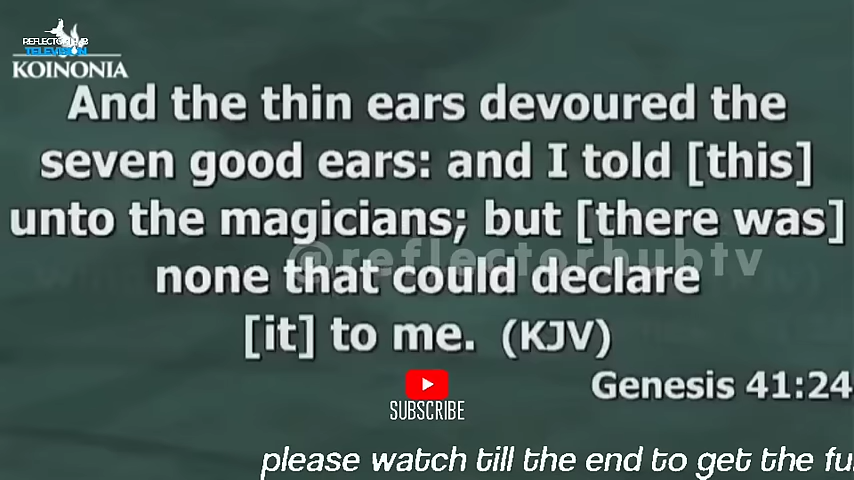 REFLECTOR HUB
TELEVISION
KOINONIA
And the thin ears devoured the
seven good ears: and I told [this]
unto the magicians; but [there was]
none that could declare
[it] to me. (KJV)
@reflectorhubtv
Genesis 41:24
SUBSCRIBE
please watch till the end to get the fu